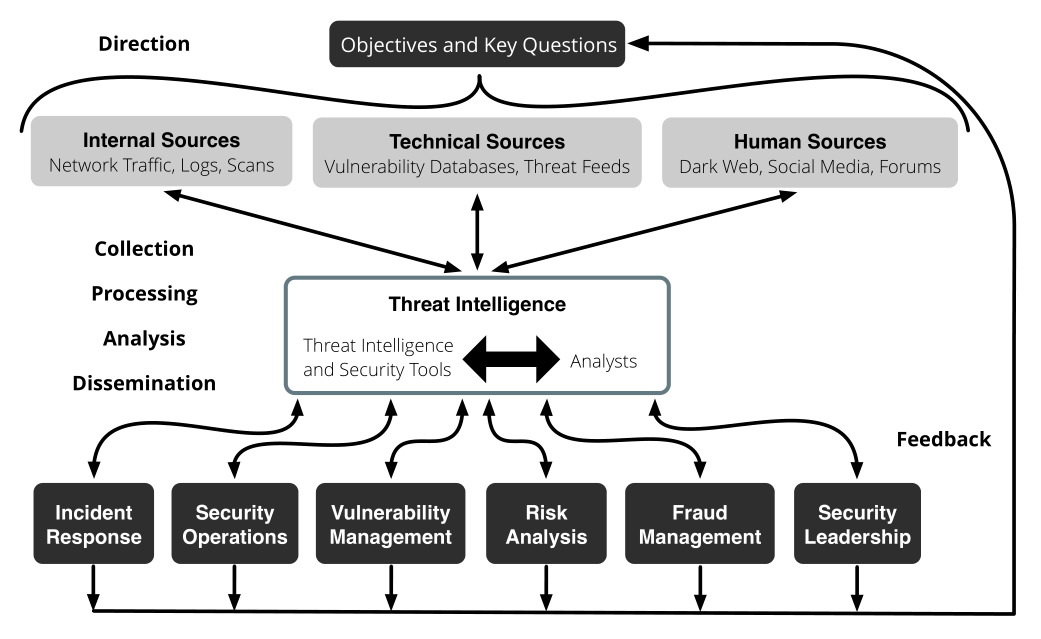 Direction
Objectives and Key Questions
Internal Sources
Network Traffic, Logs, Scans
Technical Sources
Vulnerability Databases, Threat Feeds
Human Sources
Dark Web, Social Media, Forums
Collection
Processing
Analysis
Dissemination
Threat Intelligence
Threat Intelligence
and Security Tools
Analysts
Feedback
Incident
Response
Security
Operations
Vulnerability
Management
Risk
Analysis
Fraud
Management
Security
Leadership